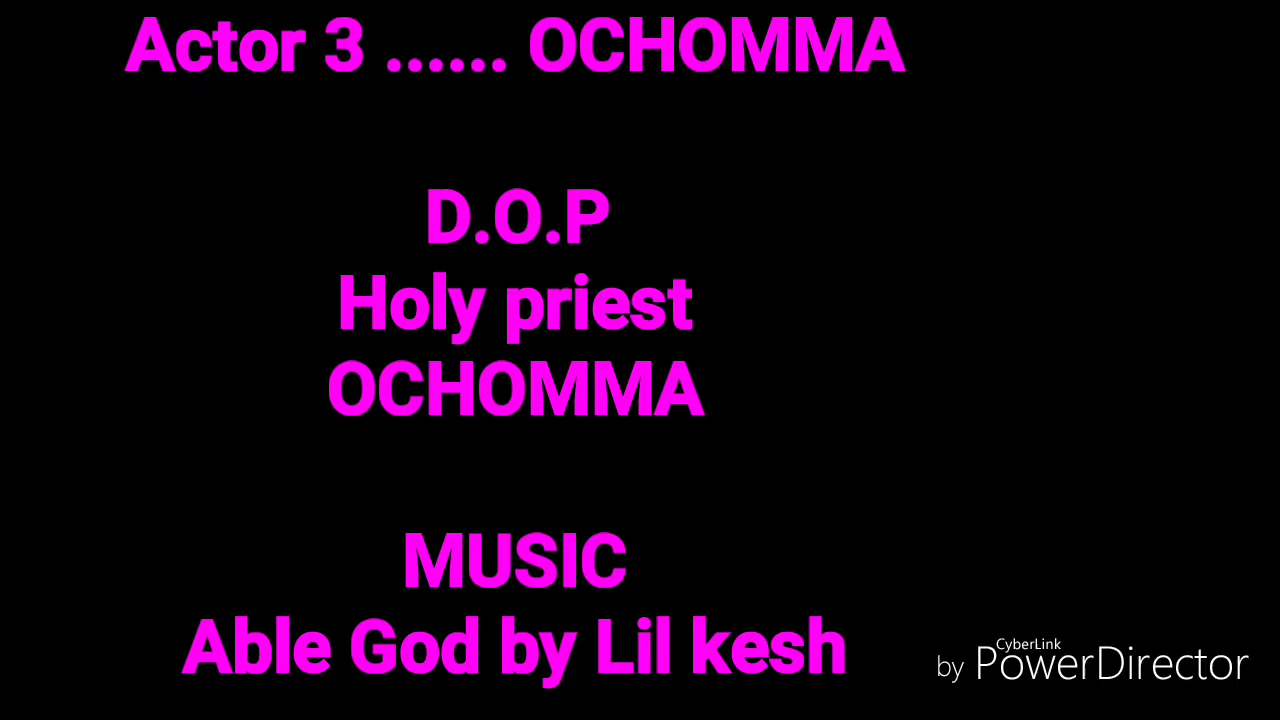 Actor 3 ...... OCHOMMA
D.O.P
Holy priest
OCHOMMA
MUSIC
Able God by Lil kesh
by CyberLink PowerDirector